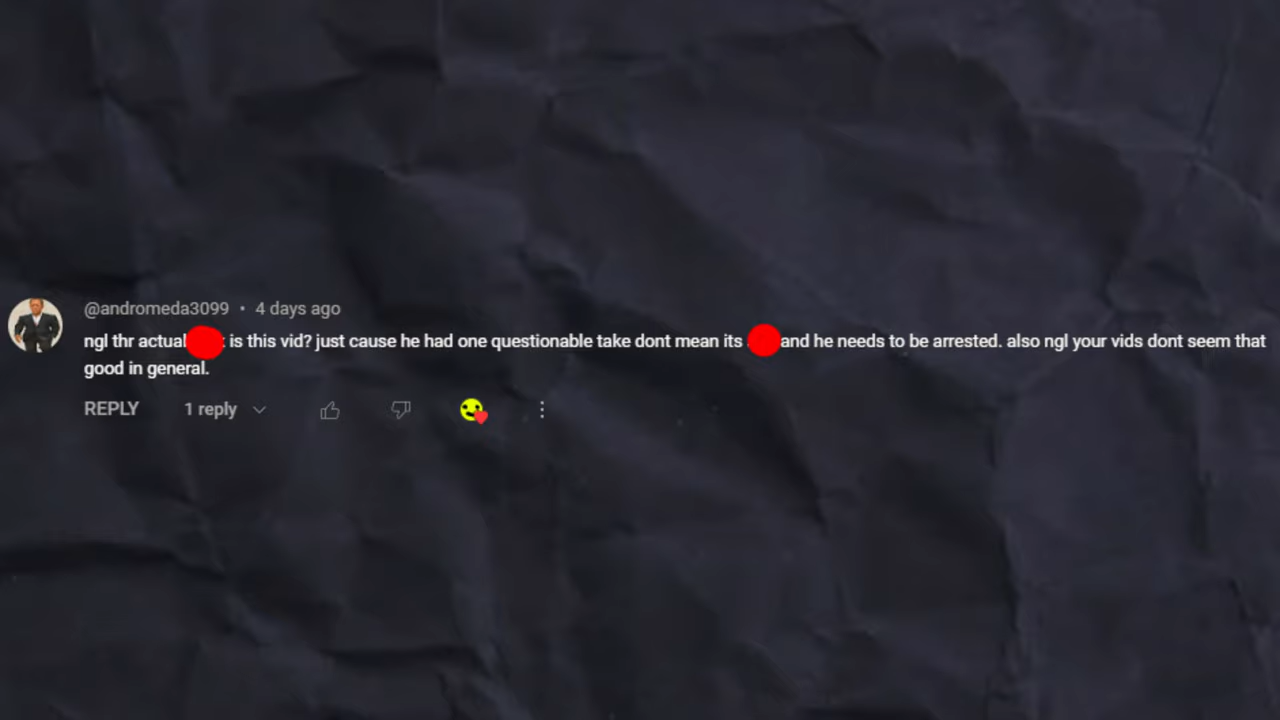 @andromeda3099 • 4 days ago
ngl thr actual is this vid? just cause he had one questionable take dont mean its and he needs to be arrested. also ngl your vids dont seem that
good in general.
REPLY 1 reply